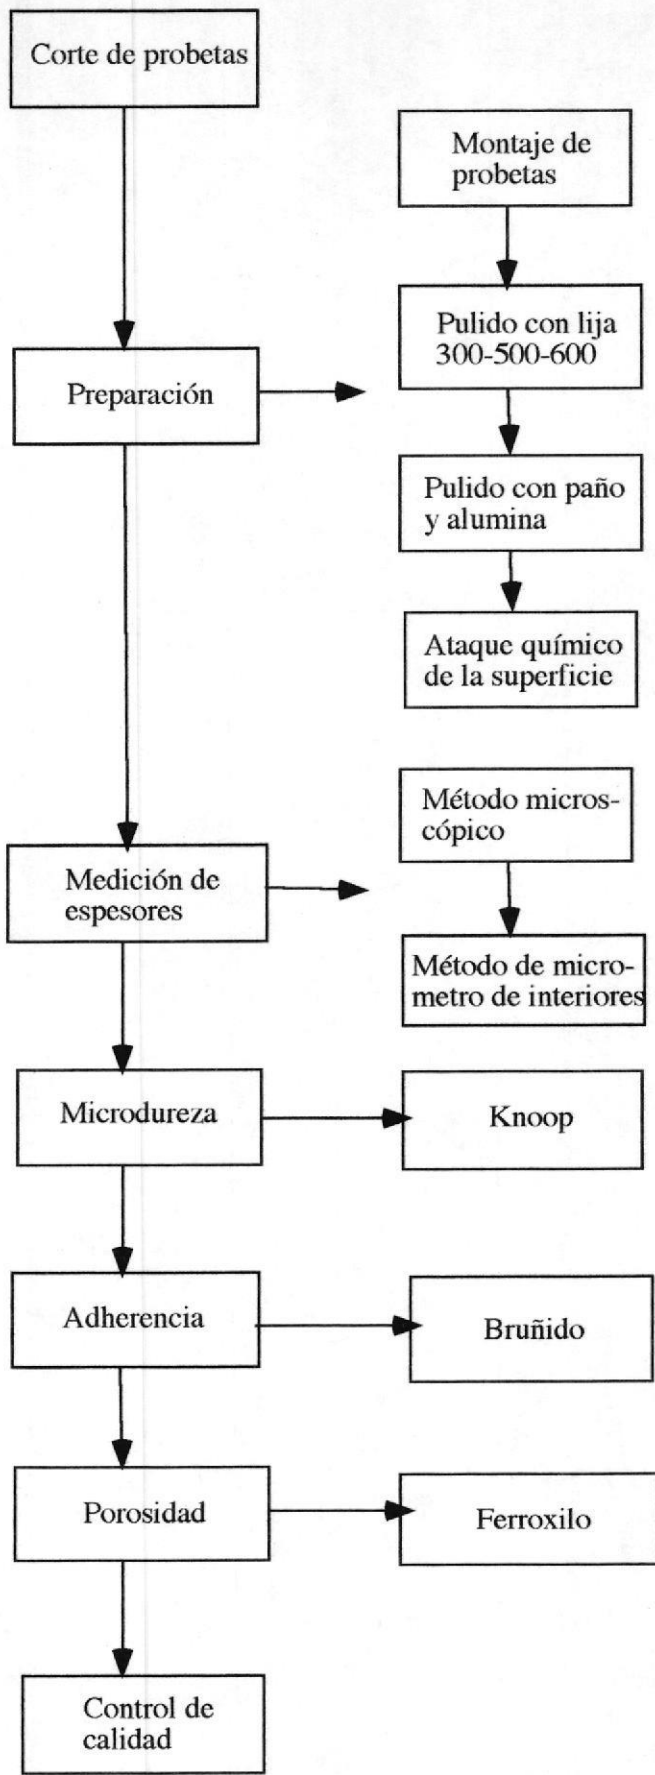 Corte de probetas
Montaje de
probetas
Pulido con lija
300-500-600
Preparación
Pulido con paño
y alumina
Ataque químico
de la superficie
Método micros-
cópico
Medición de
espesores
Método de micro-
metro de interiores
Microdureza
Knoop
Adherencia
Bruñido
Porosidad
Ferroxilo
Control de
calidad